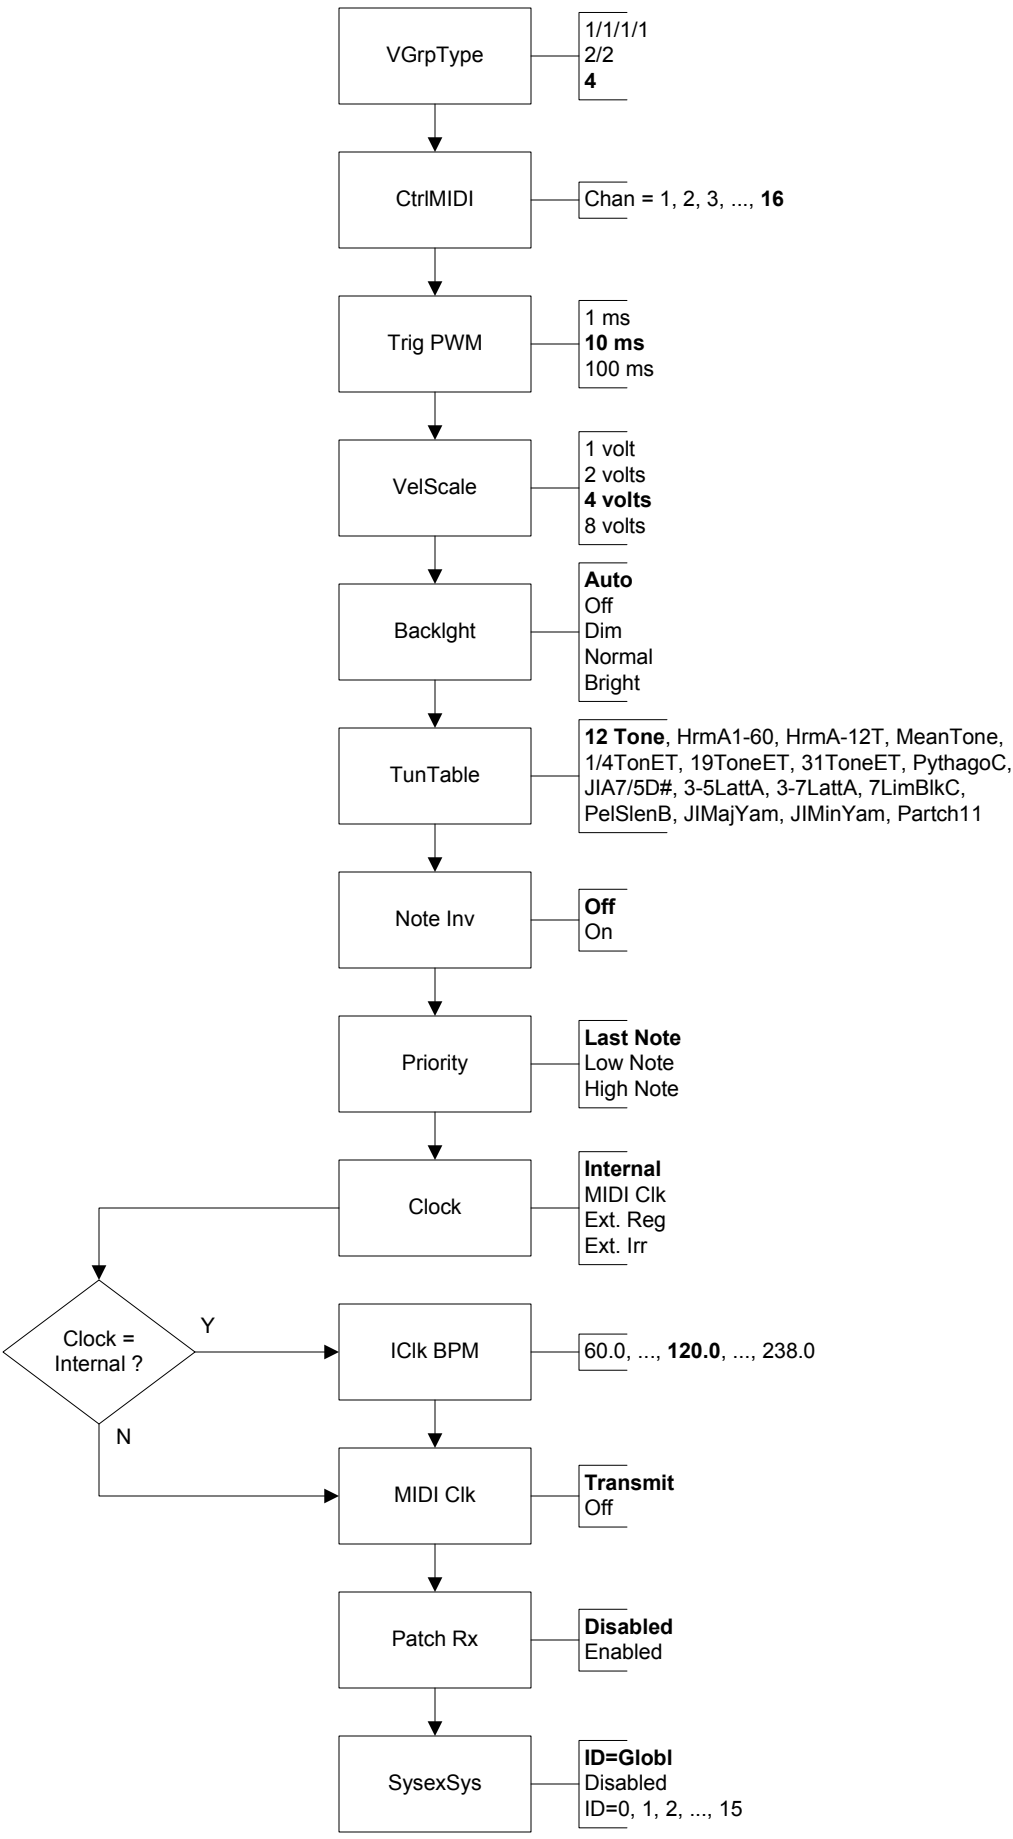 VGrpType
1/1/1/1
2/2
4
CtrlMIDI
Chan = 1, 2, 3, ..., 16
Trig PWM
1 ms
10 ms
100 ms
VelScale
1 volt
2 volts
4 volts
8 volts
Backlght
Auto
Off
Dim
Normal
Bright
TunTable
12 Tone, HrmA1-60, HrmA-12T, MeanTone,
1/4TonET, 19ToneET, 31ToneET, PythagoC,
JIA7/5D#, 3-5LattA, 3-7LattA, 7LimBlkC,
PelSlenB, JIMajYam, JIMinYam, Partch11
Note Inv
Off
On
Priority
Last Note
Low Note
High Note
Clock
Internal
MIDI Clk
Ext. Reg
Ext. Irr
Clock =
Internal ?
Y
N
IClk BPM
60.0, ..., 120.0, ..., 238.0
MIDI Clk
Transmit
Off
Patch Rx
Disabled
Enabled
SysexSys
ID=Globl
Disabled
ID=0, 1, 2, ..., 15